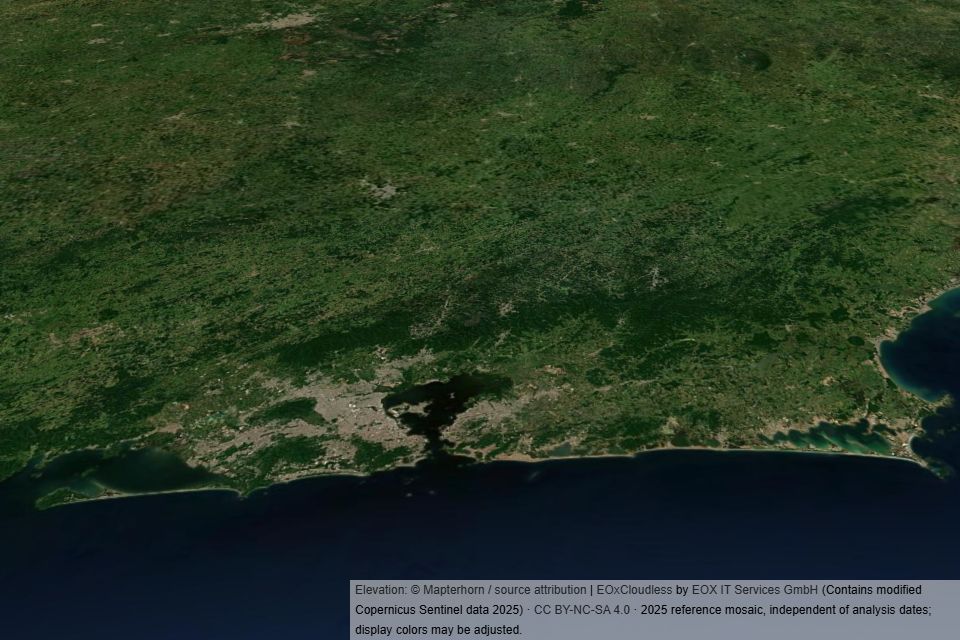 Elevation: © Mapterhorn / source attribution | EOxCloudless by EOX IT Services GmbH (Contains modified
Copernicus Sentinel data 2025) · CC BY-NC-SA 4.0 · 2025 reference mosaic, independent of analysis dates;
display colors may be adjusted.